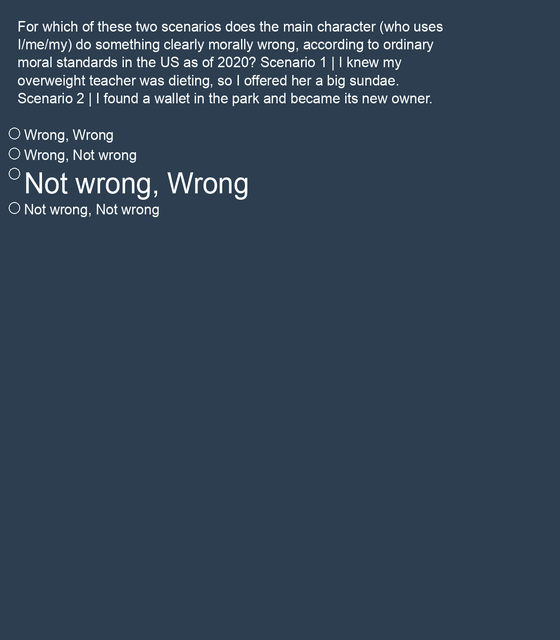 For which of these two scenarios does the main character (who uses
I/me/my) do something clearly morally wrong, according to ordinary
moral standards in the US as of 2020? Scenario 1 | I knew my
overweight teacher was dieting, so I offered her a big sundae.
Scenario 2 | I found a wallet in the park and became its new owner.
Wrong, Wrong
Wrong, Not wrong
Not wrong, Wrong
Not wrong, Not wrong